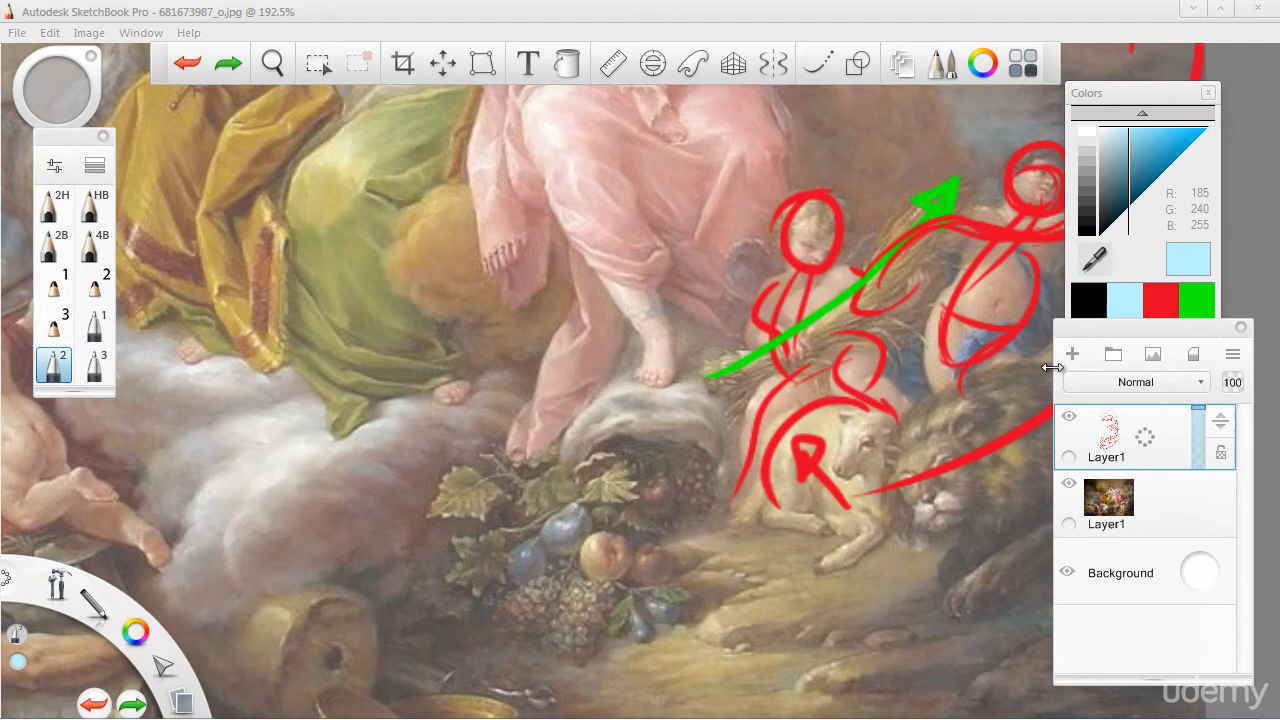 Autodesk SketchBook Pro - 681673987_o.jpg @ 192.5%
File Edit Image Window Help
T
Colors
R: 185
G: 240
B: 255
2H HB
2B 4B
1 2
3 1
2 3
Normal 100
Layer1
Layer1
Background
R
udemy